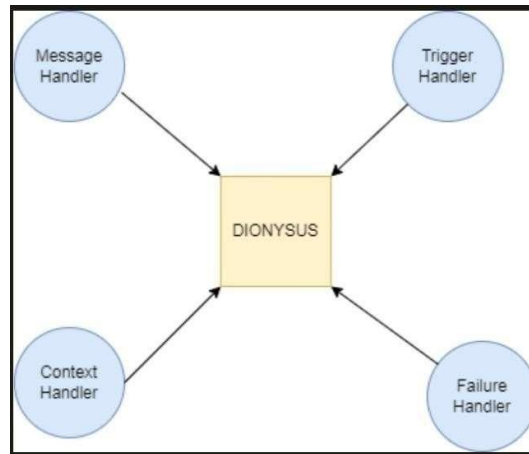 Message
Handler
Trigger
Handler
DIONYSUS
Context
Handler
Failure
Handler